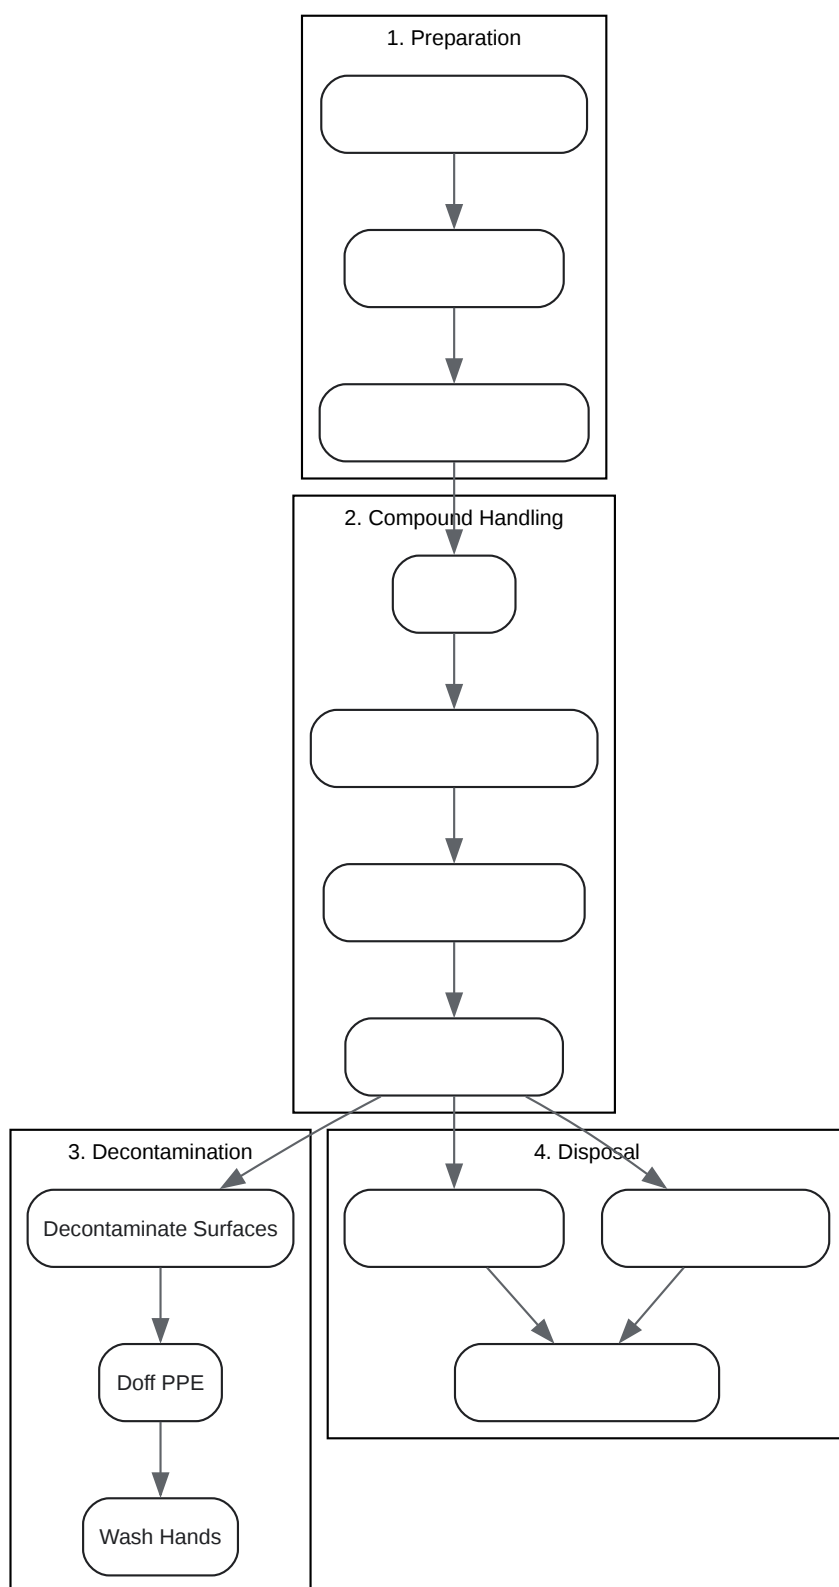 1. Preparation
2. Compound Handling
3. Decontamination
4. Disposal
Decontaminate Surfaces
Doff PPE
Wash Hands